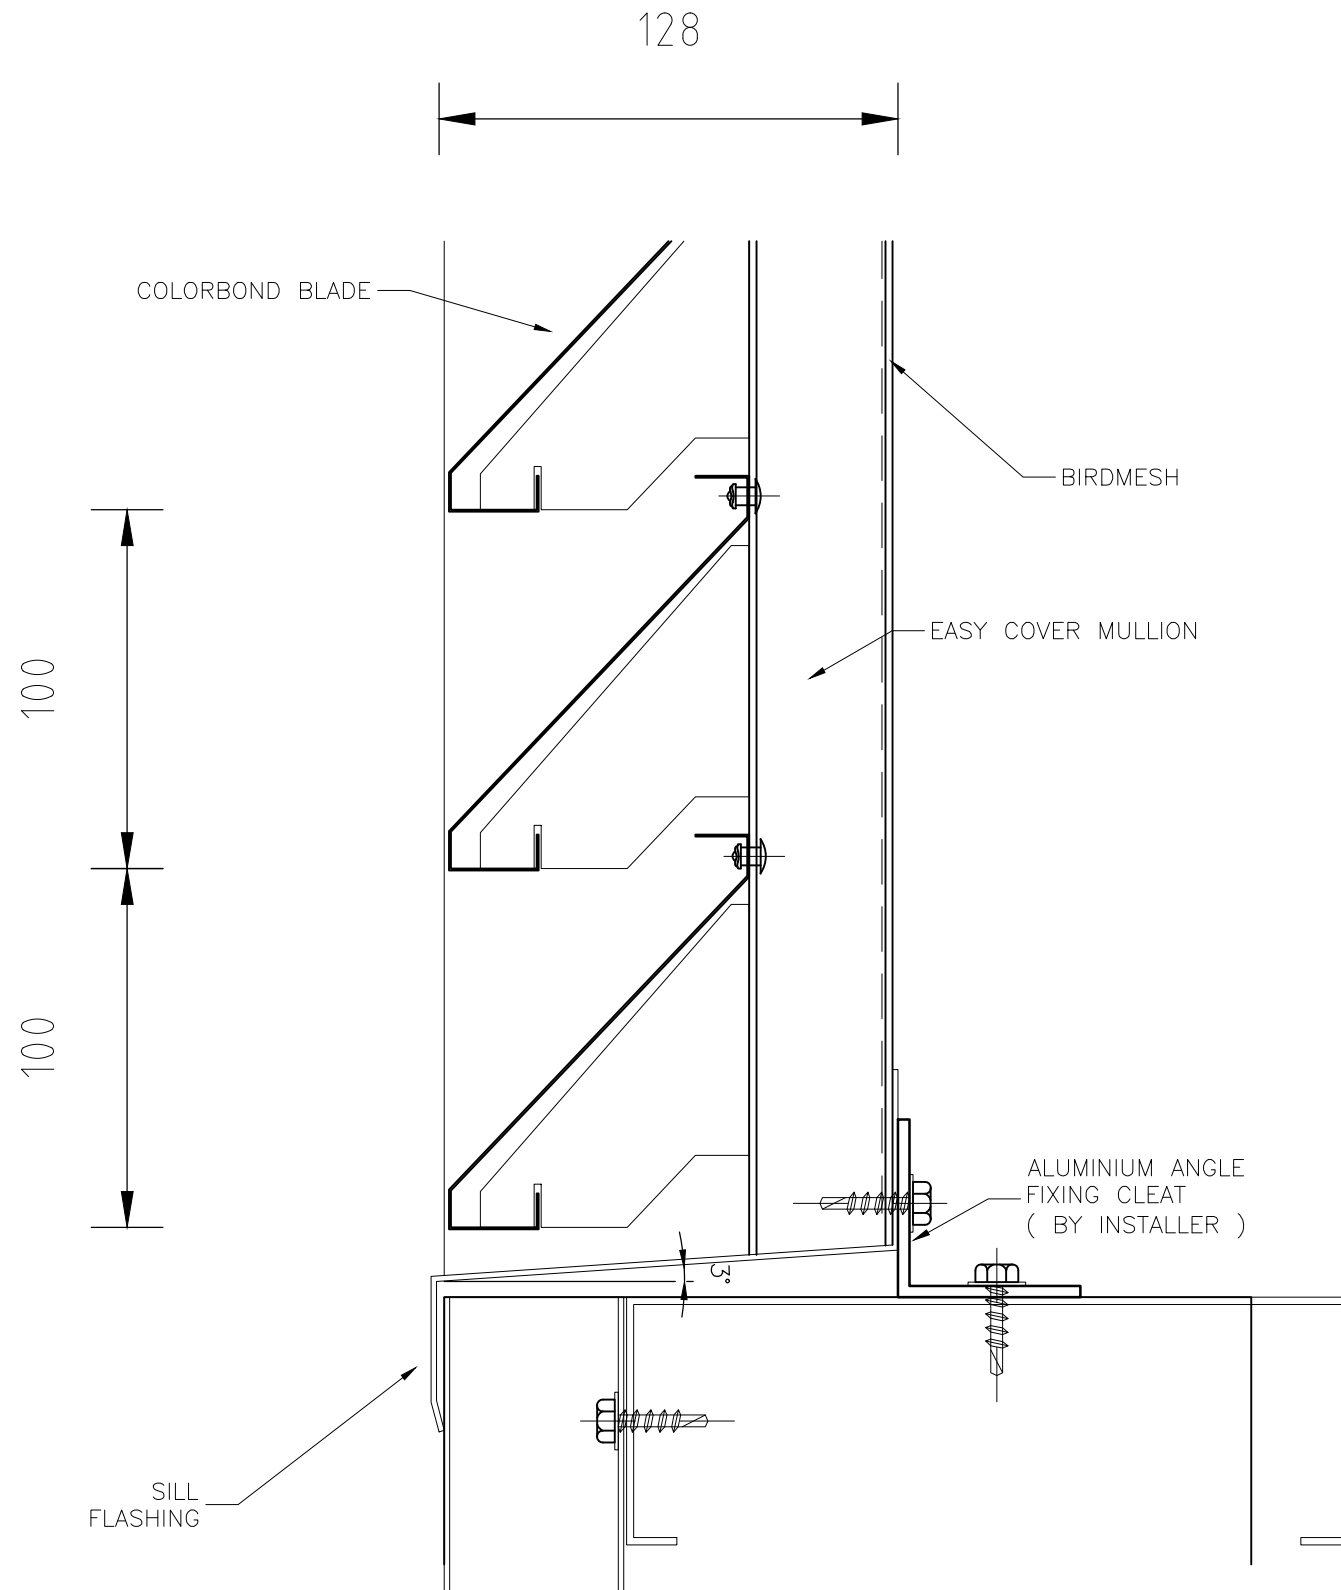 128
COLORBOND BLADE
BIRDMESH
EASY COVER MULLION
100
100
ALUMINIUM ANGLE
FIXING CLEAT
( BY INSTALLER )
3°
SILL
FLASHING